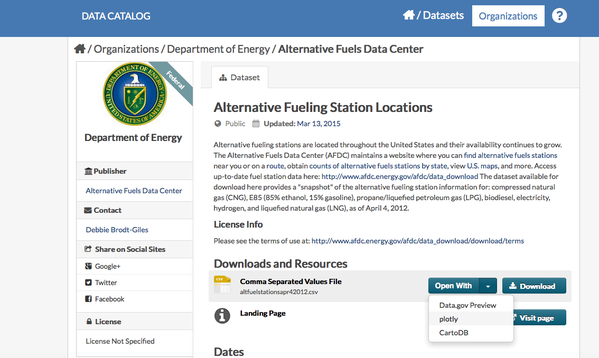 DATA CATALOG
/ Datasets
Organizations
?
/ Organizations / Department of Energy / Alternative Fuels Data Center
Federal
Department of Energy
Publisher
Alternative Fuels Data Center
Contact
Debbie Brodt-Giles
Share on Social Sites
Google+
Twitter
Facebook
License
License Not Specified
Dataset
Alternative Fueling Station Locations
Public Updated: Mar 13, 2015
Alternative fueling stations are located throughout the United States and their availability continues to grow.
The Alternative Fuels Data Center (AFDC) maintains a website where you can find alternative fuels stations
near you or on a route, obtain counts of alternative fuels stations by state, view U.S. maps, and more. Access
up-to-date fuel station data here: http://www.afdc.energy.gov/afdc/data_download The dataset available for
download here provides a "snapshot" of the alternative fueling station information for: compressed natural
gas (CNG), E85 (85% ethanol, 15% gasoline), propane/liquefied petroleum gas (LPG), biodiesel, electricity,
hydrogen, and liquefied natural gas (LNG), as of April 4, 2012.
License Info
Please see the terms of use at: http://www.afdc.energy.gov/afdc/data_download/download/terms
Downloads and Resources
Comma Separated Values File
altfuelstationsapr42012.csv
Open With
Download
Data.gov Preview
plotly
CartoDB
Landing Page
Visit page
Dates